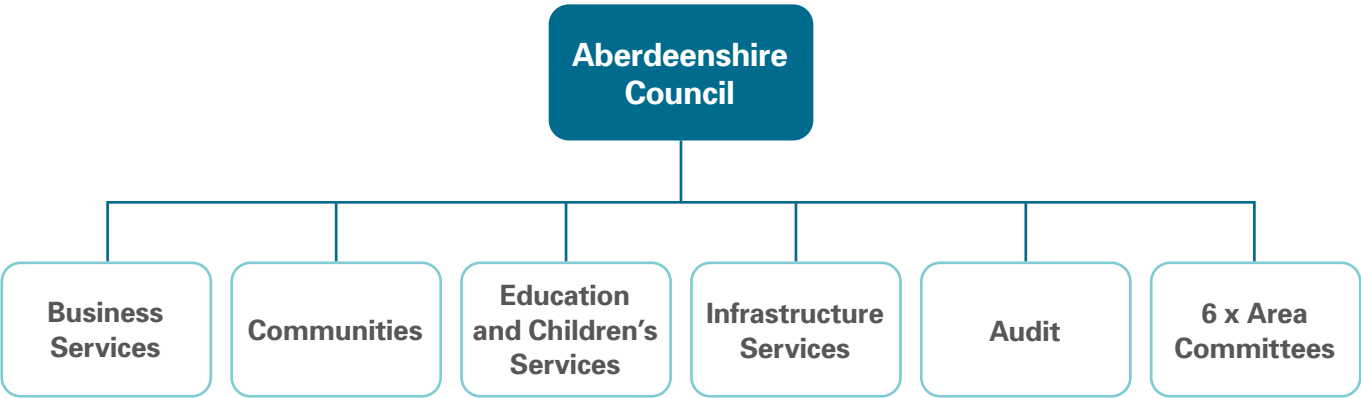 Aberdeenshire
Council
Business
Services
Communities
Education
and Children's
Services
Infrastructure
Services
Audit
6 x Area
Committees